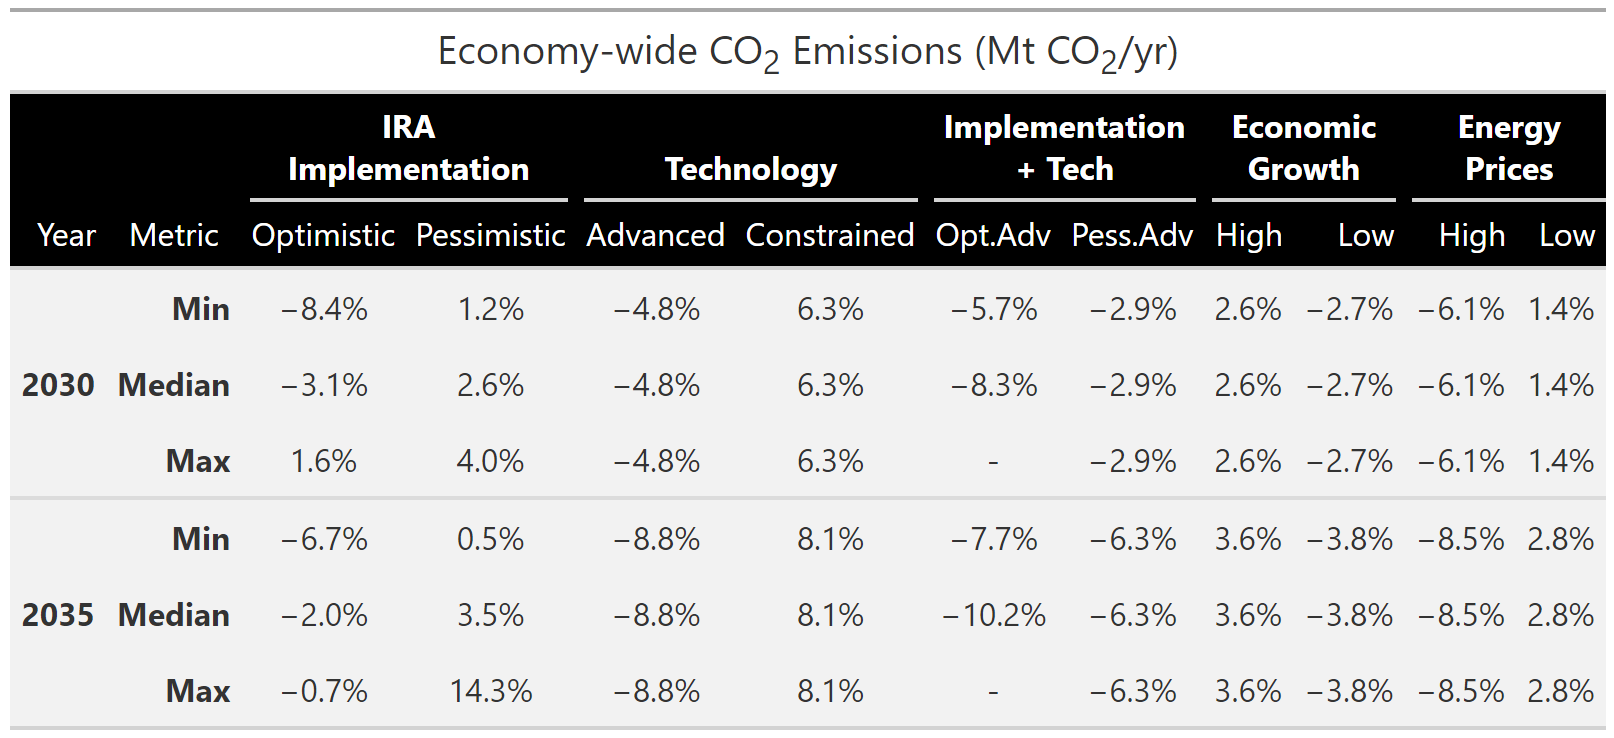 Economy-wide CO₂ Emissions (Mt CO₂/yr)
IRA Implementation Technology Implementation + Tech Economic Growth Energy Prices
Year Metric Optimistic Pessimistic Advanced Constrained Opt.Adv Pess.Adv High Low High Low
Min −8.4% 1.2% −4.8% 6.3% −5.7% −2.9% 2.6% −2.7% −6.1% 1.4%
2030 Median −3.1% 2.6% −4.8% 6.3% −8.3% −2.9% 2.6% −2.7% −6.1% 1.4%
Max 1.6% 4.0% −4.8% 6.3% - −2.9% 2.6% −2.7% −6.1% 1.4%
Min −6.7% 0.5% −8.8% 8.1% −7.7% −6.3% 3.6% −3.8% −8.5% 2.8%
2035 Median −2.0% 3.5% −8.8% 8.1% −10.2% −6.3% 3.6% −3.8% −8.5% 2.8%
Max −0.7% 14.3% −8.8% 8.1% - −6.3% 3.6% −3.8% −8.5% 2.8%